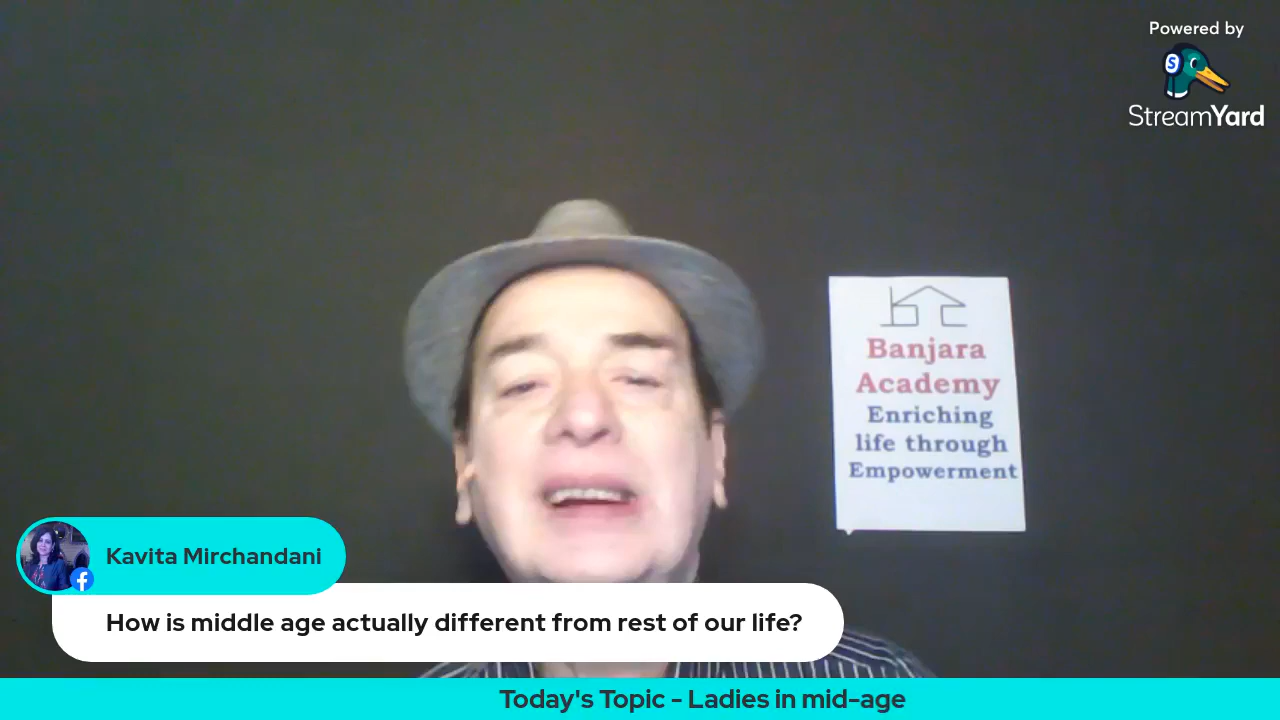 Powered by
S
StreamYard
Banjara
Academy
Enriching
life through
Empowerment
Kavita Mirchandani
How is middle age actually different from rest of our life?
Today's Topic - Ladies in mid-age